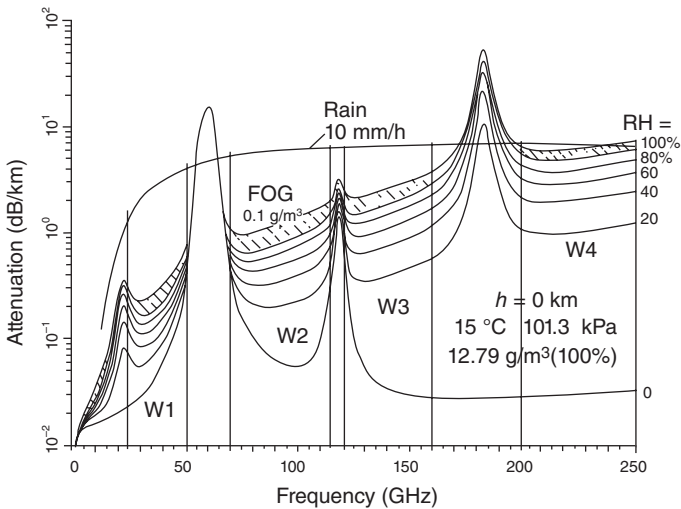 10²
10¹
10⁰
10⁻¹
10⁻²
Attenuation (dB/km)
Rain
10 mm/h
RH =
100%
80%
60
40
20
0
FOG
0.1 g/m³
W1
W2
W3
W4
h = 0 km
15 °C 101.3 kPa
12.79 g/m³(100%)
0
50
100
150
200
250
Frequency (GHz)